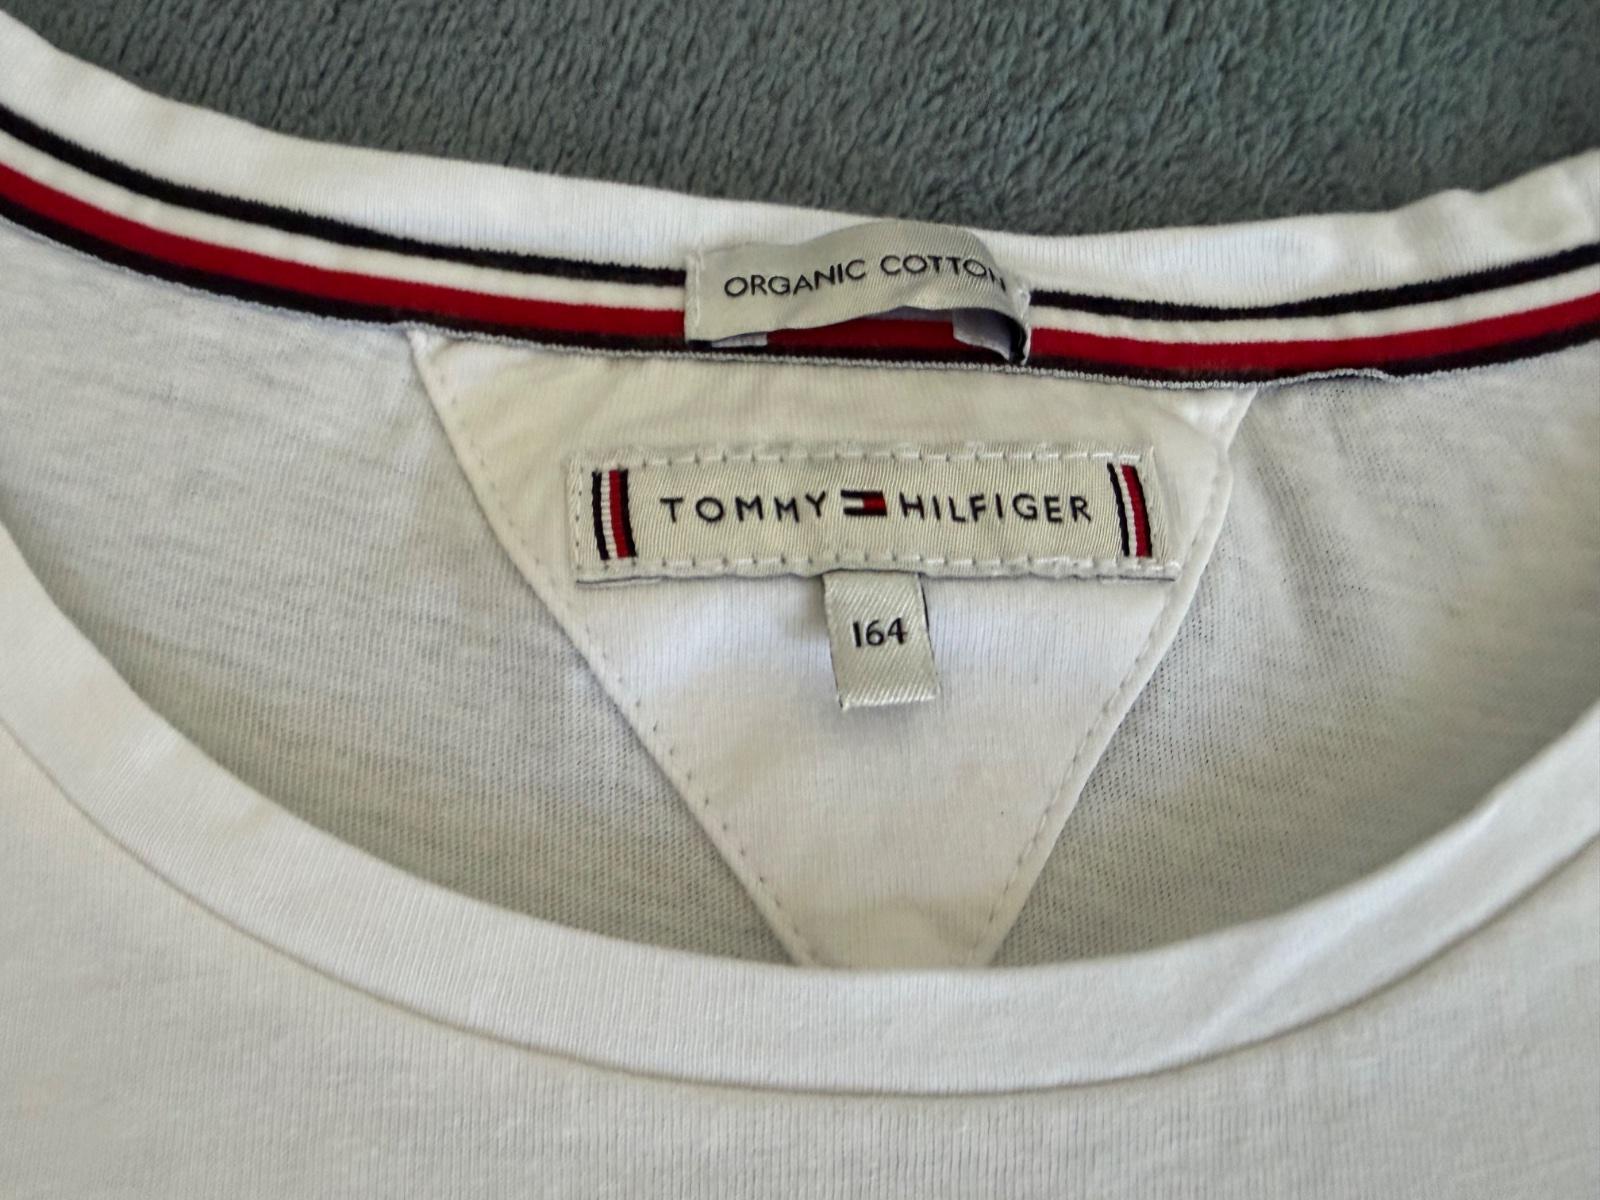 ORGANIC COTTON
TOMMY HILFIGER
164